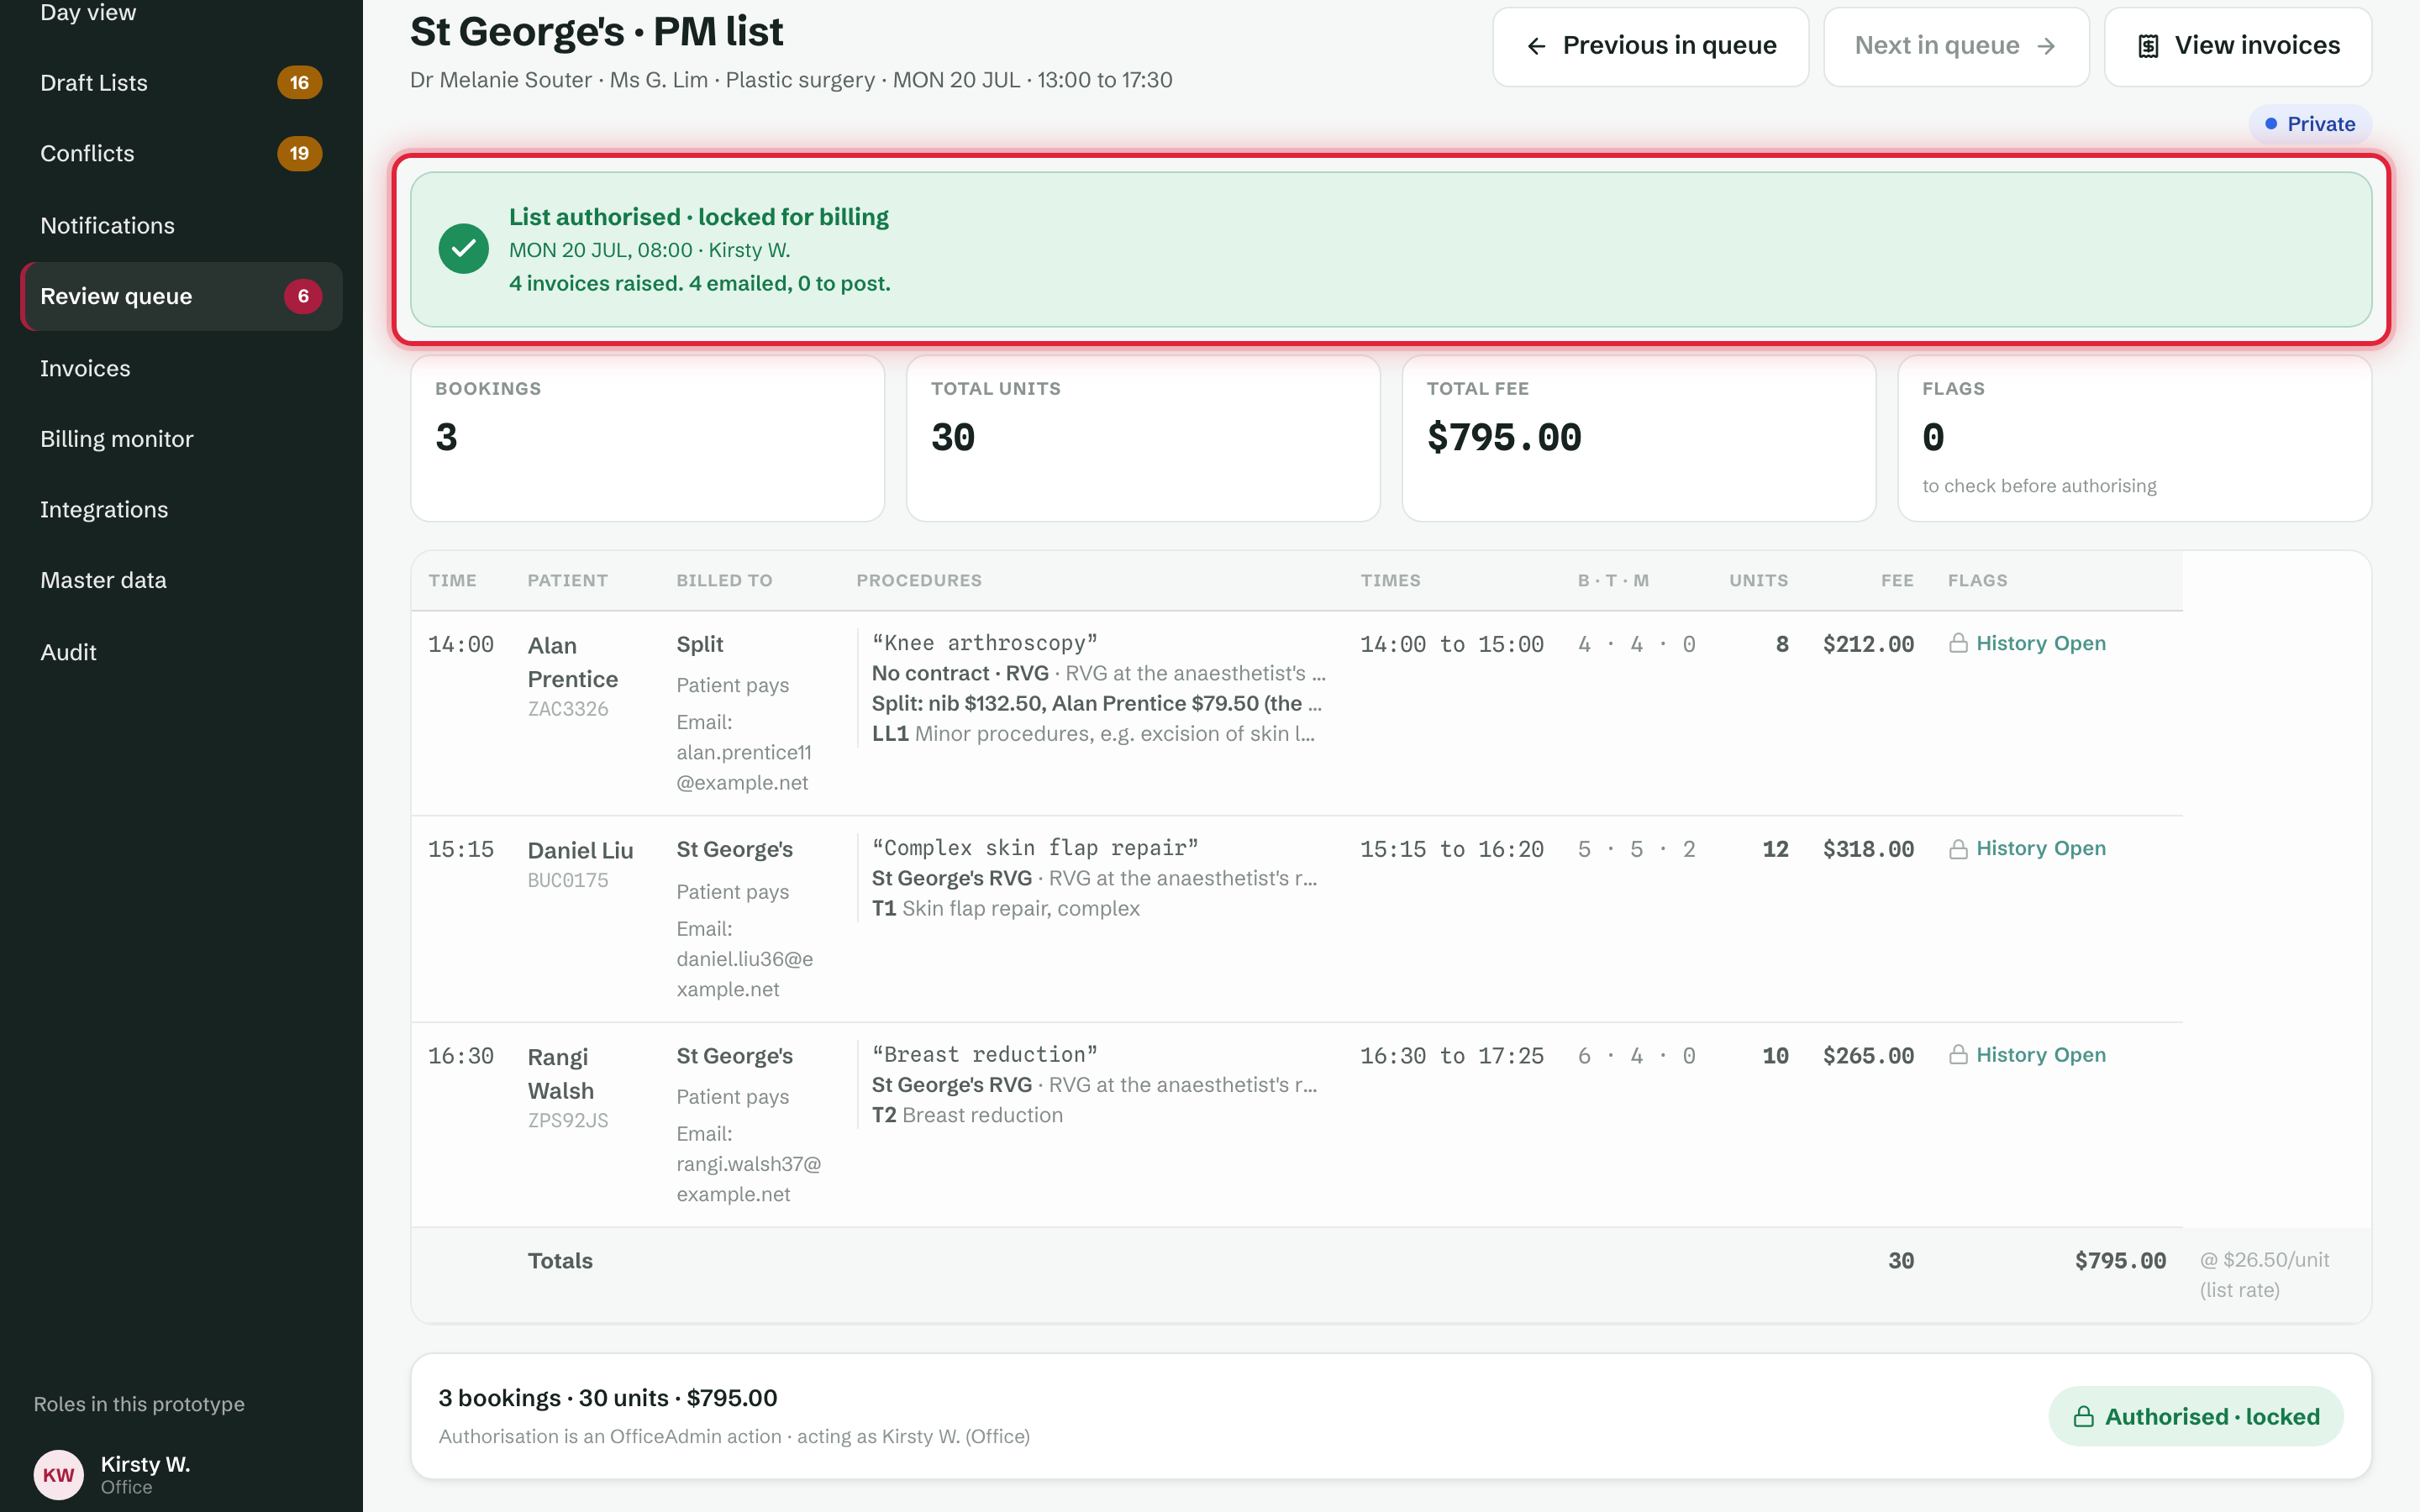 Day view
Draft Lists 16
Conflicts 19
Notifications
Review queue 6
Invoices
Billing monitor
Integrations
Master data
Audit
Roles in this prototype
KW Kirsty W.
Office
St George's · PM list
Dr Melanie Souter · Ms G. Lim · Plastic surgery · MON 20 JUL · 13:00 to 17:30
← Previous in queue
Next in queue →
View invoices
Private
List authorised · locked for billing
MON 20 JUL, 08:00 · Kirsty W.
4 invoices raised. 4 emailed, 0 to post.
BOOKINGS
3
TOTAL UNITS
30
TOTAL FEE
$795.00
FLAGS
0
to check before authorising
TIME PATIENT BILLED TO PROCEDURES TIMES B · T · M UNITS FEE FLAGS
14:00
Alan
Prentice
ZAC3326
Split
Patient pays
Email:
alan.prentice11
@example.net
“Knee arthroscopy”
No contract · RVG · RVG at the anaesthetist's ...
Split: nib $132.50, Alan Prentice $79.50 (the ...
LL1 Minor procedures, e.g. excision of skin l...
14:00 to 15:00 4 · 4 · 0 8 $212.00 History Open
15:15
Daniel Liu
BUC0175
St George's
Patient pays
Email:
daniel.liu36@e
xample.net
“Complex skin flap repair”
St George's RVG · RVG at the anaesthetist's r...
T1 Skin flap repair, complex
15:15 to 16:20 5 · 5 · 2 12 $318.00 History Open
16:30
Rangi
Walsh
ZPS92JS
St George's
Patient pays
Email:
rangi.walsh37@
example.net
“Breast reduction”
St George's RVG · RVG at the anaesthetist's r...
T2 Breast reduction
16:30 to 17:25 6 · 4 · 0 10 $265.00 History Open
Totals 30 $795.00 @ $26.50/unit
(list rate)
3 bookings · 30 units · $795.00
Authorisation is an OfficeAdmin action · acting as Kirsty W. (Office)
Authorised · locked